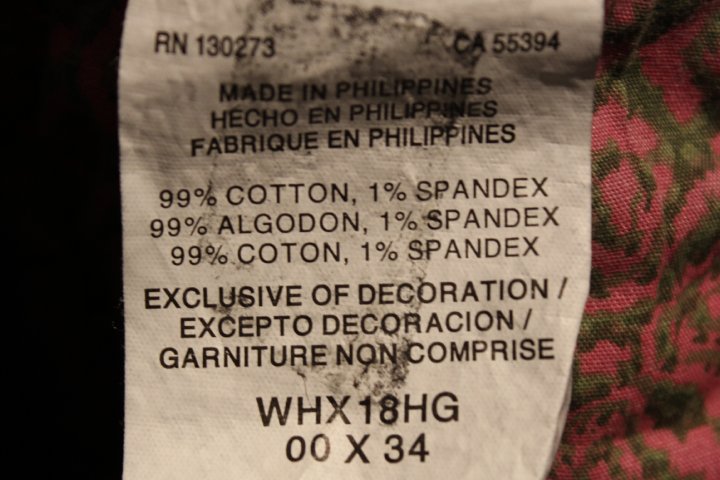 RN 130273 CA 55394
MADE IN PHILIPPINES
HECHO EN PHILIPPINES
FABRIQUE EN PHILIPPINES
99% COTTON, 1% SPANDEX
99% ALGODON, 1% SPANDEX
99% COTON, 1% SPANDEX
EXCLUSIVE OF DECORATION /
EXCEPTO DECORACION /
GARNITURE NON COMPRISE
WHX18HG
00 X 34